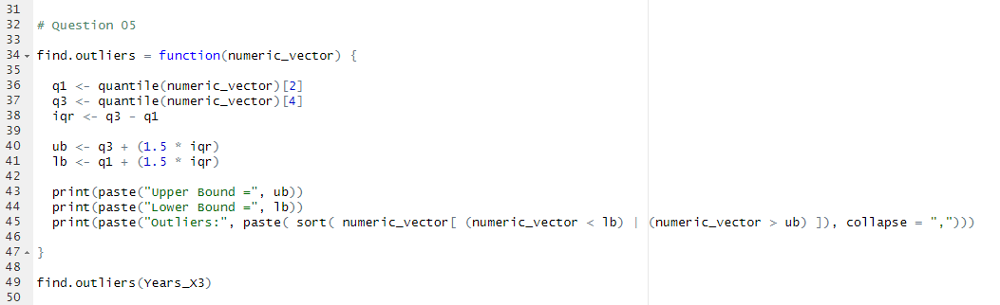 31
32 # Question 05
33
34 find.outliers = function(numeric_vector) {
35
36 q1 <- quantile(numeric_vector)[2]
37 q3 <- quantile(numeric_vector)[4]
38 iqr <- q3 - q1
39
40 ub <- q3 + (1.5 * iqr)
41 lb <- q1 + (1.5 * iqr)
42
43 print(paste("Upper Bound =", ub))
44 print(paste("Lower Bound =", lb))
45 print(paste("Outliers:", paste( sort( numeric_vector[ (numeric_vector < lb) | (numeric_vector > ub) ]), collapse = ",")))
46
47 }
48
49 find.outliers(Years_X3)
50